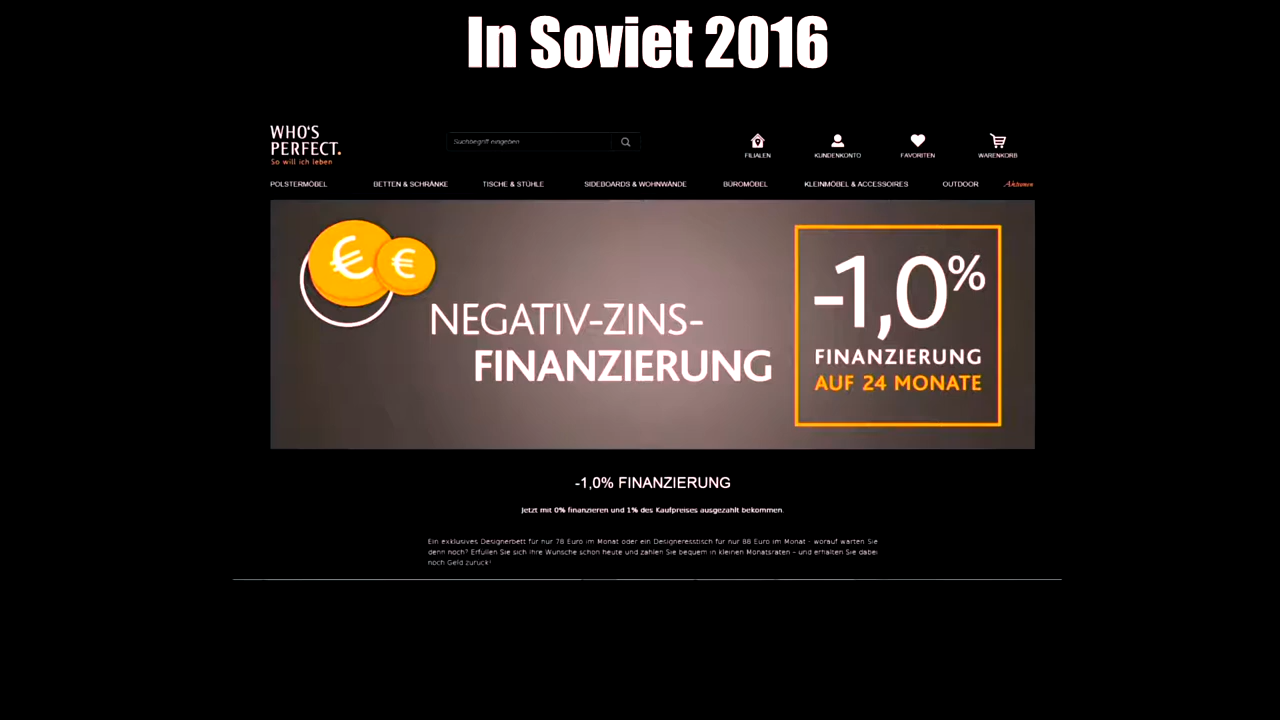 In Soviet 2016
WHO'S
PERFECT.
So will ich leben
Suchbegriff eingeben
FILIALEN
KUNDENKONTO
FAVORITEN
WARENKORB
POLSTERMÖBEL
BETTEN & SCHRÄNKE
TISCHE & STÜHLE
SIDEBOARDS & WOHNWÄNDE
BÜROMÖBEL
KLEINMÖBEL & ACCESSOIRES
OUTDOOR
Aktionen
€ €
NEGATIV-ZINS-
FINANZIERUNG
-1,0%
FINANZIERUNG
AUF 24 MONATE
-1,0% FINANZIERUNG
Jetzt mit 0% finanzieren und 1% des Kaufpreises ausgezahlt bekommen.
Ein exklusives Designerbett für nur 78 Euro im Monat oder ein Designeresstisch für nur 88 Euro im Monat - worauf warten Sie
denn noch? Erfüllen Sie sich Ihre Wünsche schon heute und zahlen Sie bequem in kleinen Monatsraten – und erhalten Sie dabei
noch Geld zurück!